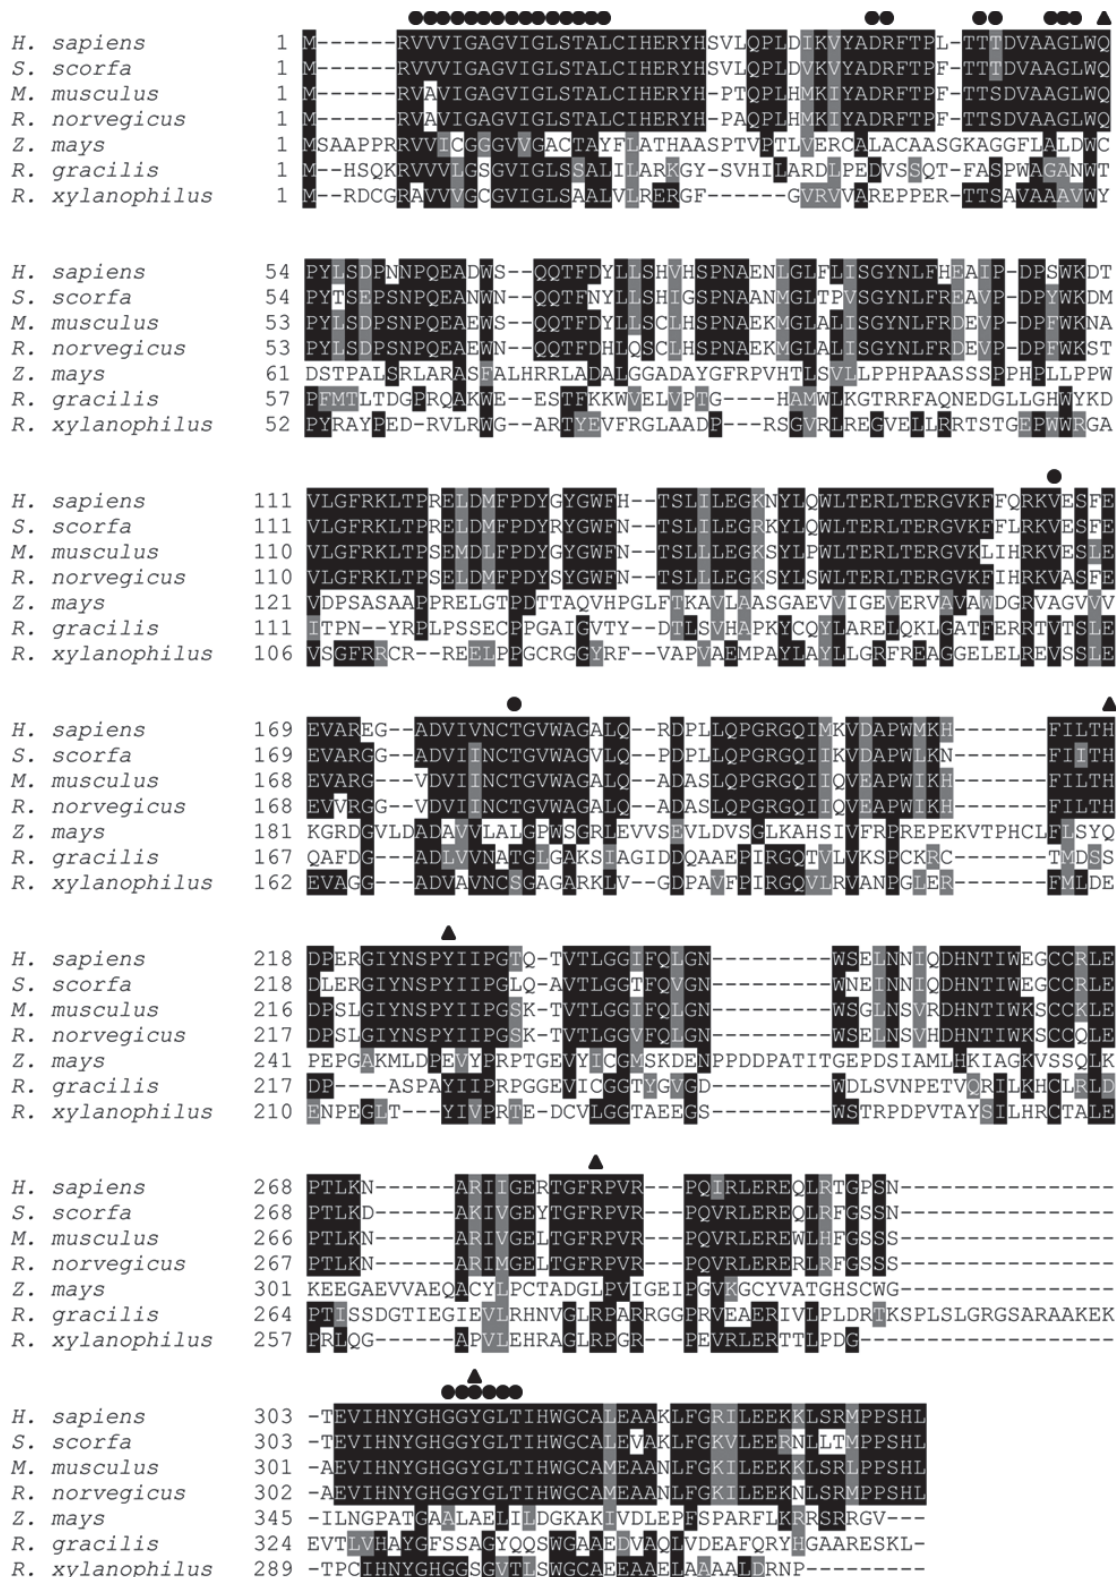 H. sapiens 1 M------RVVVIGAGVIGLSTALCIHERYHSVLQPLDIKVYADRFTPL-TTTDVAAGLWQ
S. scorfa 1 M------RVVVIGAGVIGLSTALCIHERYHSVLQPLDVKVYADRFTPF-TTTDVAAGLWQ
M. musculus 1 M------RVAVIGAGVIGLSTALCIHERYH-PTQPLHMKIYADRFTPF-TTSDVAAGLWQ
R. norvegicus 1 M------RVAVIGAGVIGLSTALCIHERYH-PAQPLHMKIYADRFTPF-TTSDVAAGLWQ
Z. mays 1 MSAAPPRRVVICGGGVVGACTAYFLATHAASPTVPTLVERCALACAASGKAGGFLALDWC
R. gracilis 1 M--HSQKRVVVLGSGVIGLSSALILARKGY-SVHILARDLPEDVSSQT-FASPWAGANWT
R. xylanophilus 1 M--RDCGRAVVVGCGVIGLSAALVLRERGF------GVRVVAREPPER-TTSAVAAAVWY
H. sapiens 54 PYLSDPNNPQEADWS--QQTFDYLLSHVHSPNAENLGLFLISGYNLFHEAIP-DPSWKDT
S. scorfa 54 PYTSEPSNPQEANWN--QQTFNYLLSHIGSPNAANMGLTPVSGYNLFREAVP-DPYWKDM
M. musculus 53 PYLSDPSNPQEAEWS--QQTFDYLLSCLHSPNAEKMGLALISGYNLFRDEVP-DPFWKNA
R. norvegicus 53 PYLSDPSNPQEAEWN--QQTFDHLQSCLHSPNAEKMGLALISGYNLFRDEVP-DPFWKST
Z. mays 61 DSTPALSRLARASFALHRRLADALGGADAYGFRPVHTLSVLLPPHPAASSSPPHPLLPPW
R. gracilis 57 PFMTLTDGPRQAKWE--ESTFKKWVELVPTG---HAMWLKGTRRFAQNEDGLLGHWYKD
R. xylanophilus 52 PYRAYPED-RVLRWG--ARTYEVFRGLAADP---RSGVRLREGVELLRRTSTGEPWWRGA
H. sapiens 111 VLGFRKLTPRELDMFPDYGYGWFH--TSLILEGKNYLQWLTERLTERGVKFFQRKVESFE
S. scorfa 111 VLGFRKLTPRELDMFPDYRYGWFN--TSLILEGRKYLQWLTERLTERGVKFFLRKVESFE
M. musculus 110 VLGFRKLTPSEMDLFPDYGYGWFN--TSLLLEGKSYLPWLTERLTERGVKLIHRKVESLE
R. norvegicus 110 VLGFRKLTPSELDMFPDYSYGWFN--TSLLLEGKSYLSWLTERLTERGVKFIHRKVASFE
Z. mays 121 VDPSASAAPPRELGTPDTTAQVHPGLFTKAVLAASGAEVVIGEVERVAVAWDGRVAGVVV
R. gracilis 111 ITPN---YRPLPSSECPPGAIGVTY--DTLSVHAPKYCQYLARELQKLGATFERRTVTSLE
R. xylanophilus 106 VSGFRRCR--REELPPGCRGGYRF--VAPVAEMPAYLAYLLGRFREAGGELELREVSSLE
H. sapiens 169 EVAREG--ADVIVNCTGVWAGALQ--RDPLLQPGRGQIMKVDAPWMKH-------FILTH
S. scorfa 169 EVARGG--ADVIINCTGVWAGVLQ--PDPLLQPGRGQIIKVDAPWLKN-------FIITH
M. musculus 168 EVARG---VDVIINCTGVWAGALQ--ADASLQPGRGQIIQVEAPWIKH-------FILTH
R. norvegicus 168 EVVRGG--VDVIINCTGVWAGALQ--ADASLQPGRGQIIQVEAPWIKH-------FILTH
Z. mays 181 KGRDGVLDADAVVLALGPWSGRLEVVSEVLDVSGLKAHSIVFRPREPEKVTPHCLFLSYQ
R. gracilis 167 QAFDG---ADLVVNATGLGAKSIAGIDDQAAEPIRGQTVLVKSPCKRC-------TMDSS
R. xylanophilus 162 EVAGG---ADVAVNCSGAGARKLV--GDPAVFPIRGQVLRVANPGLER-------FMLDE
H. sapiens 218 DPERGIYNSPYIIPGTQ-TVTLGGIFQLGN---------WSELNNIQDHNTIWEGCCRLE
S. scorfa 218 DLERGIYNSPYIIPGLQ-AVTLGGTFQVGN---------WNEINNIQDHNTIWEGCCRLE
M. musculus 216 DPSLGIYNSPYIIPGSK-TVTLGGIFQLGN---------WSGLNSVRDHNTIWKSCCKLE
R. norvegicus 217 DPSLGIYNSPYIIPGSK-TVTLGGVFQLGN---------WSELNSVHDHNTIWKSCCQLE
Z. mays 241 PEPGAKMLDPEVYPRPTGEVYICGMSKDENPPDDPATITGEPDSIAMLHKIAGKVSSQLK
R. gracilis 217 DP----ASPAYIIPRPGGEVICGGTYGVGD---------WDLSVNPETVQRILKHCLRLD
R. xylanophilus 210 ENPEGLT---YIVPRTE-DCVLGGTAEEGS---------WSTRPDPVTAYSILHRCTALE
H. sapiens 268 PTLKN------ARIIGERTGFRPVR---PQIRLEREQLRTGPSN----------------
S. scorfa 268 PTLKD------AKIVGEYTGFRPVR---PQVRLEREQLRFGSSN----------------
M. musculus 266 PTLKN------ARIVGELTGFRPVR---PQVRLEREWLHFGSSS----------------
R. norvegicus 267 PTLKN------ARIMGELTGFRPVR---PQVRLERERLRFGSSS----------------
Z. mays 301 KEEGAEVVAEQACYLPCTADGLPVIGEIPGVKGCYVATGHSCWG----------------
R. gracilis 264 PTISSDGTIEGIEVLRHNVGLRPARRGGPRVEAERIVLPLDRTKSPLSLGRGSARAAKEK
R. xylanophilus 257 PRLQG------APVLEHRAGLRPGR---PEVRLERTTLPDG-------------------
H. sapiens 303 -TEVIHNYGHGGYGLTIHWGCALEAAKLFGRILEEKKLSRMPPSHL
S. scorfa 303 -TEVIHNYGHGGYGLTIHWGCALEVAKLFGKVLEERNLLTMPPSHL
M. musculus 301 -AEVIHNYGHGGYGLTIHWGCAMEAANLFGKILEEKKLSRLPPSHL
R. norvegicus 302 -AEVIHNYGHGGYGLTIHWGCAMEAANLFGKILEEKNLSRMPPSHL
Z. mays 345 -ILNGPATGAALAELILDGKAKIVDLEPFSPARFLKRRSRRGV---
R. gracilis 324 EVTLVHAYGFSSAGYQQSWGAAEDVAQLVDEAFQRYHGAARESKL-
R. xylanophilus 289 -TPCIHNYGHGGSGVTLSWGCAEEAAELAAAALDRNP---------